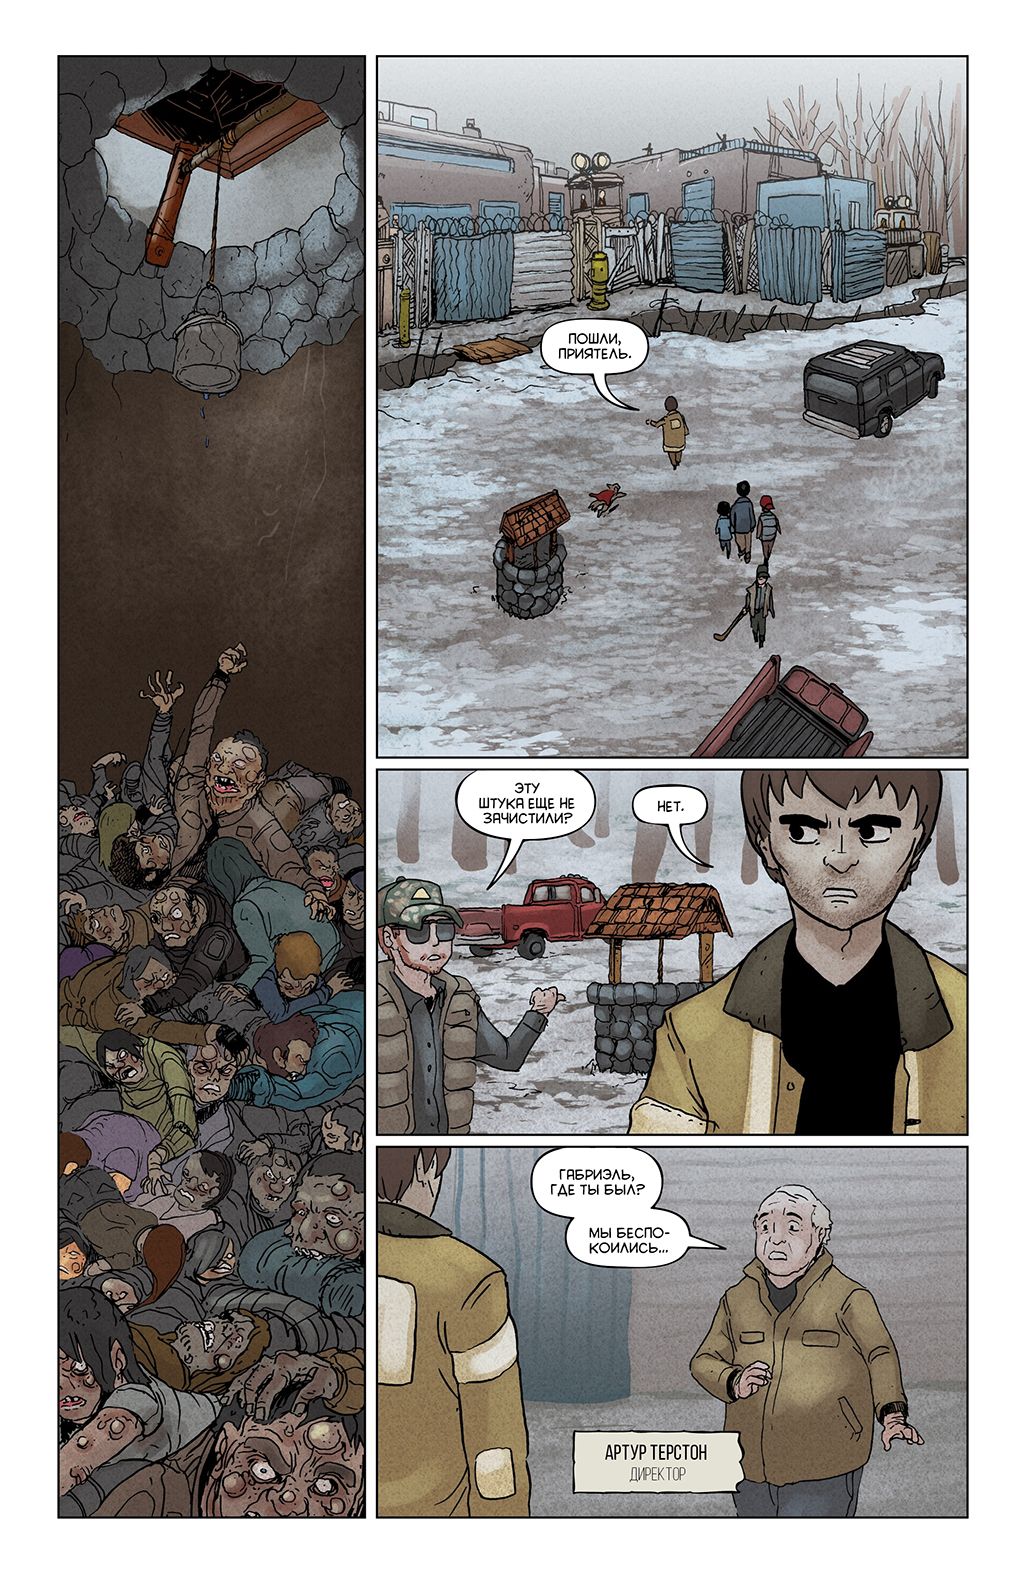 ПОШЛИ,
ПРИЯТЕЛЬ.
ЭТУ
ШТУКА ЕЩЕ НЕ
ЗАЧИСТИЛИ?
НЕТ.
ГАБРИЭЛЬ,
ГДЕ ТЫ БЫЛ?
МЫ БЕСПО-
КОИЛИСЬ...
АРТУР ТЕРСТОН
ДИРЕКТОР